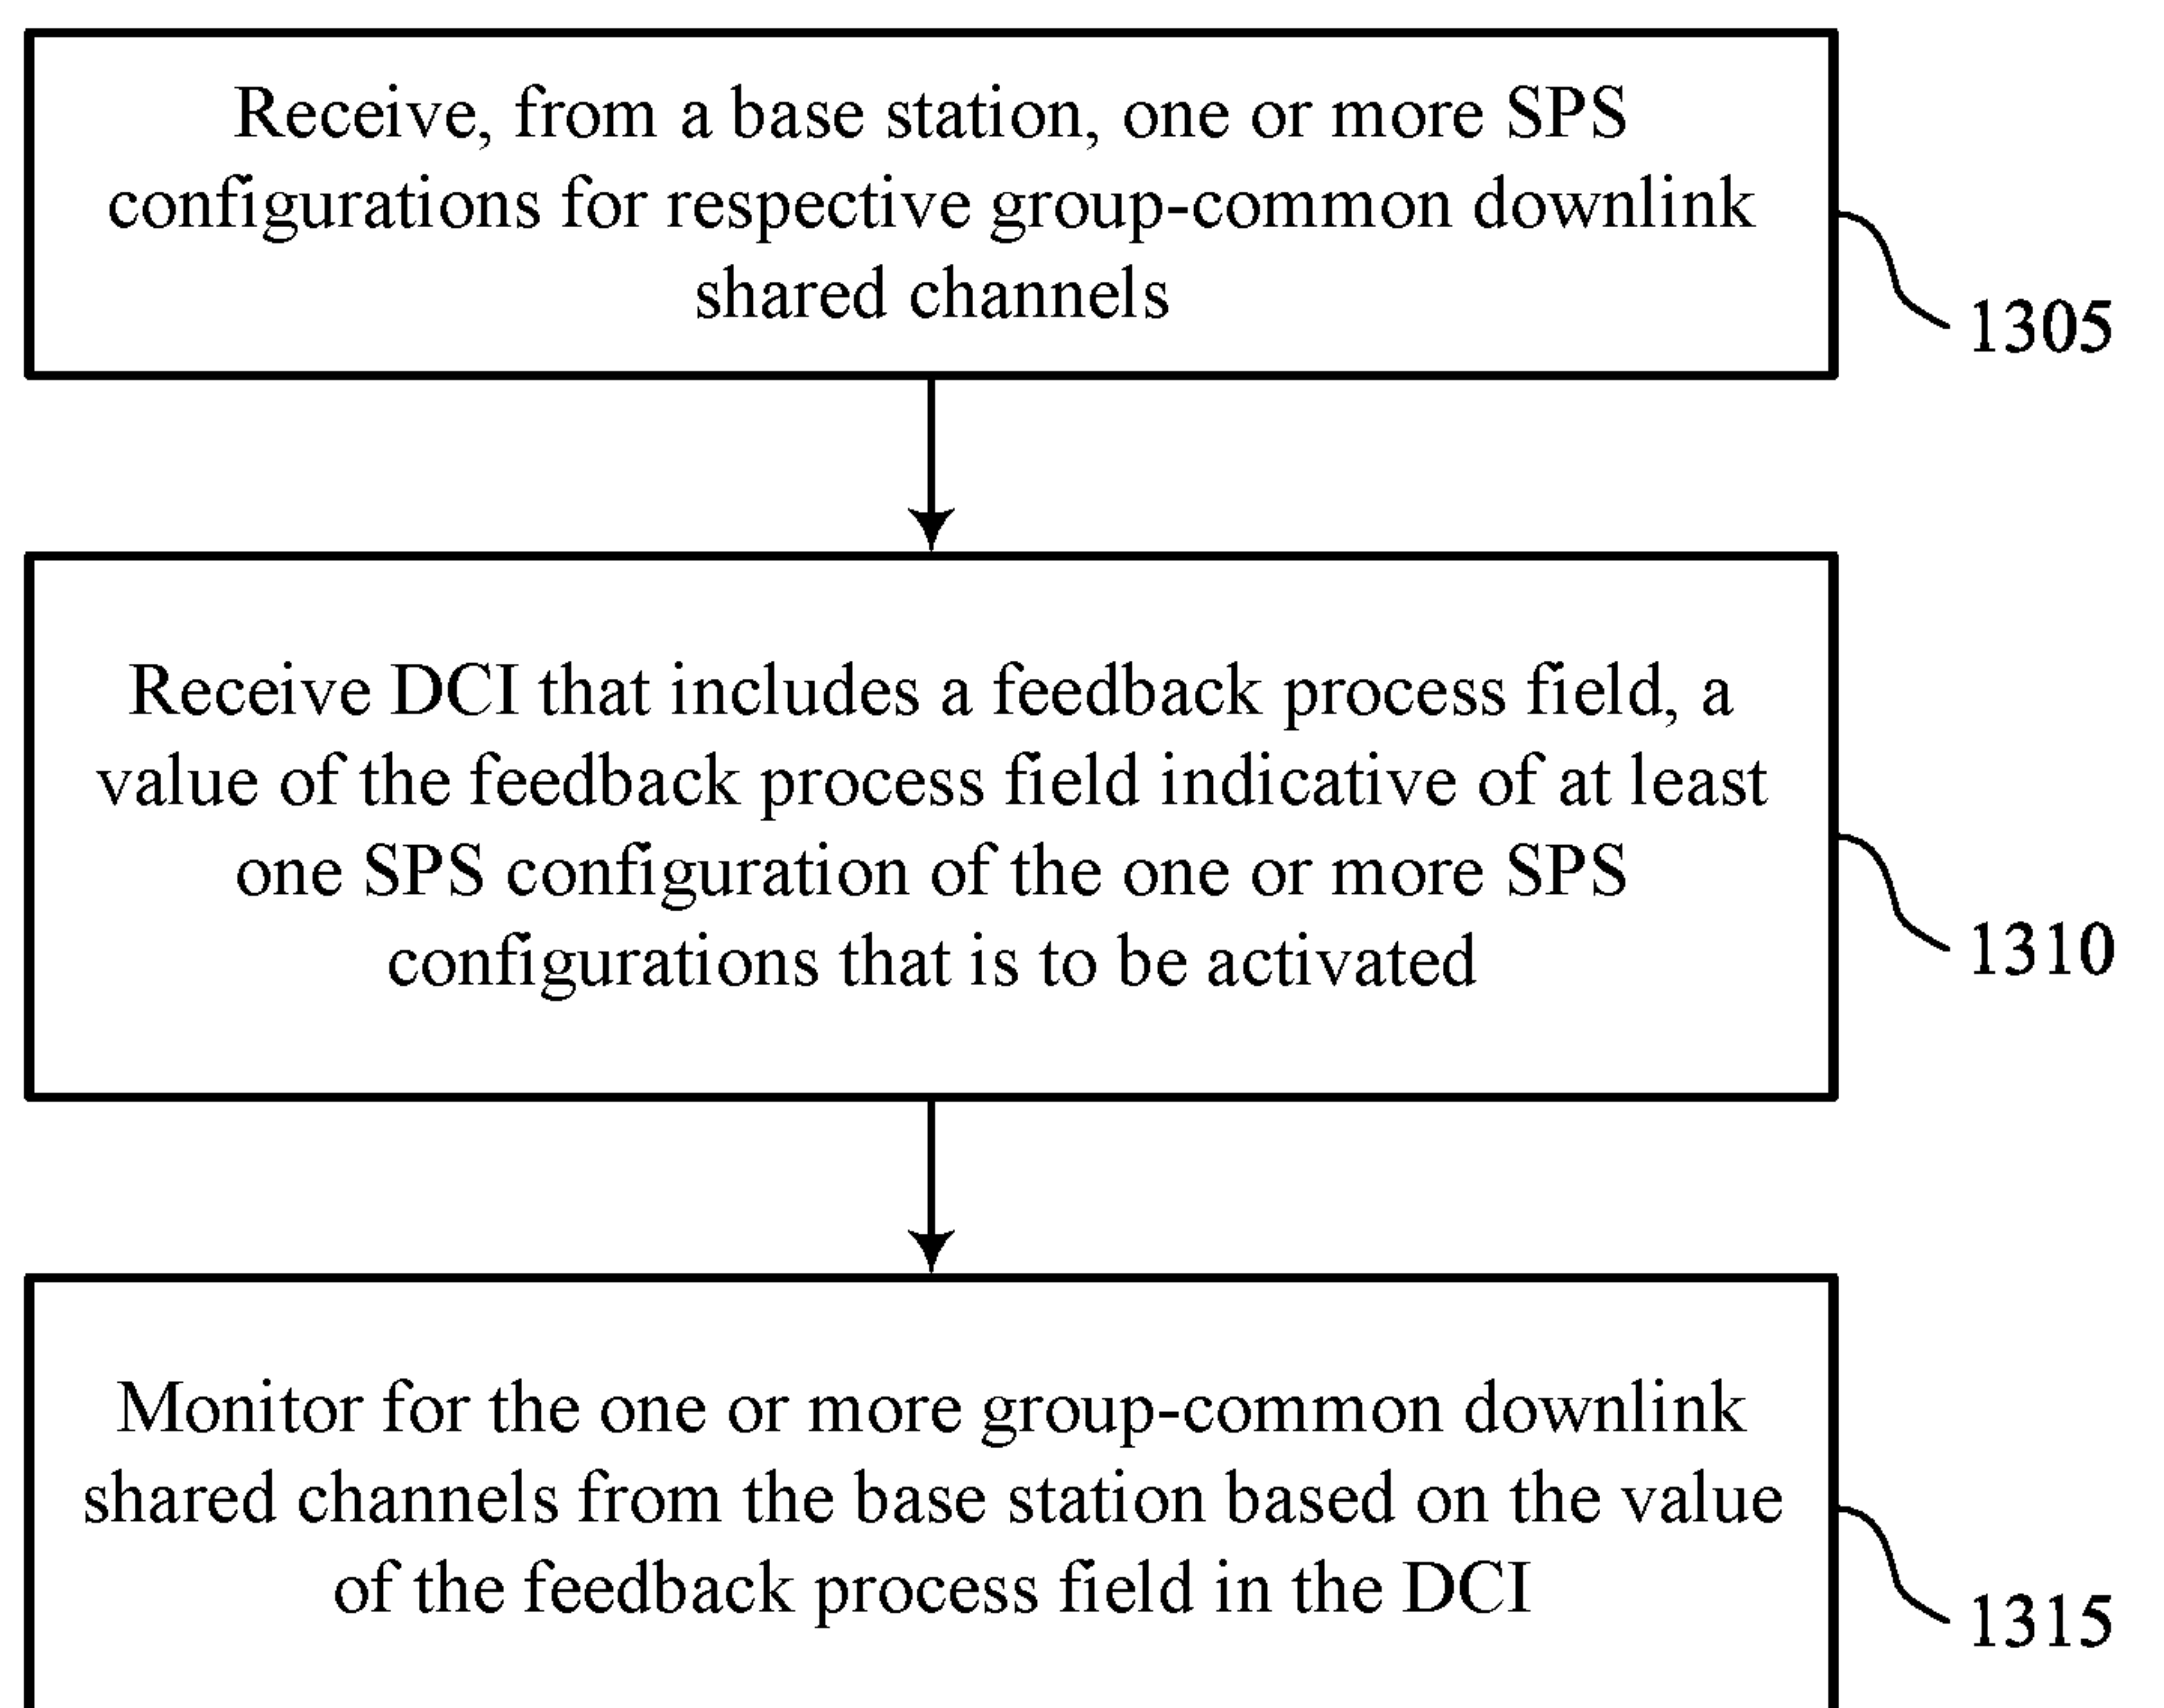 Receive, from a base station, one or more SPS
configurations for respective group-common downlink
shared channels
1305
Receive DCI that includes a feedback process field, a
value of the feedback process field indicative of at least
one SPS configuration of the one or more SPS
configurations that is to be activated
1310
Monitor for the one or more group-common downlink
shared channels from the base station based on the value
of the feedback process field in the DCI
1315